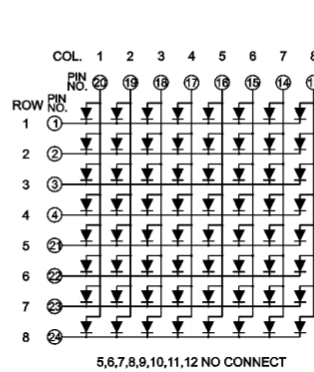 COL. 1 2 3 4 5 6 7 8
PIN NO. 20 19 18 17 16 15 14
ROW PIN NO.
1 1
2 2
3 3
4 4
5 21
6 22
7 23
8 24
5,6,7,8,9,10,11,12 NO CONNECT